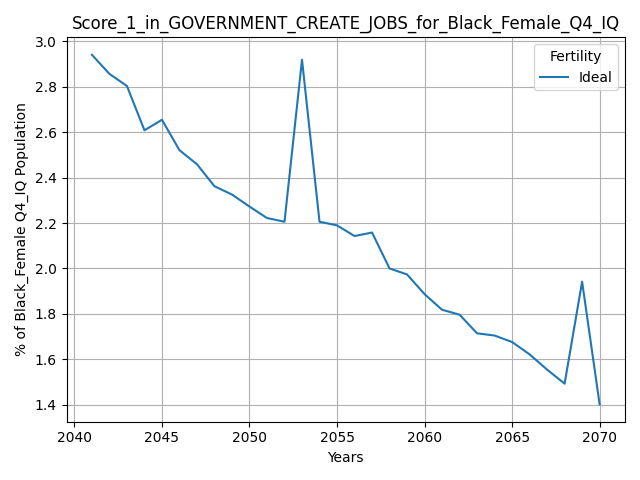 Score_1_in_GOVERNMENT_CREATE_JOBS_for_Black_Female_Q4_IQ
Fertility
Ideal
% of Black_Female Q4_IQ Population
3.0
2.8
2.6
2.4
2.2
2.0
1.8
1.6
1.4
2040 2045 2050 2055 2060 2065 2070
Years